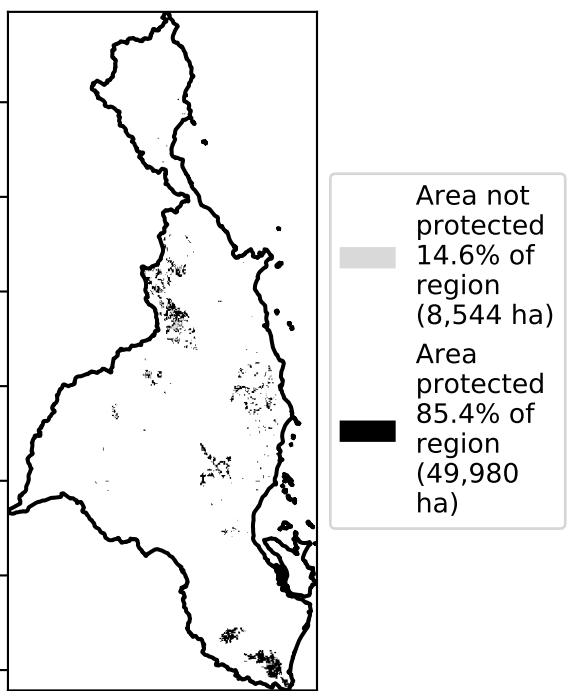 Area not
protected
14.6% of
region
(8,544 ha)
Area
protected
85.4% of
region
(49,980
ha)